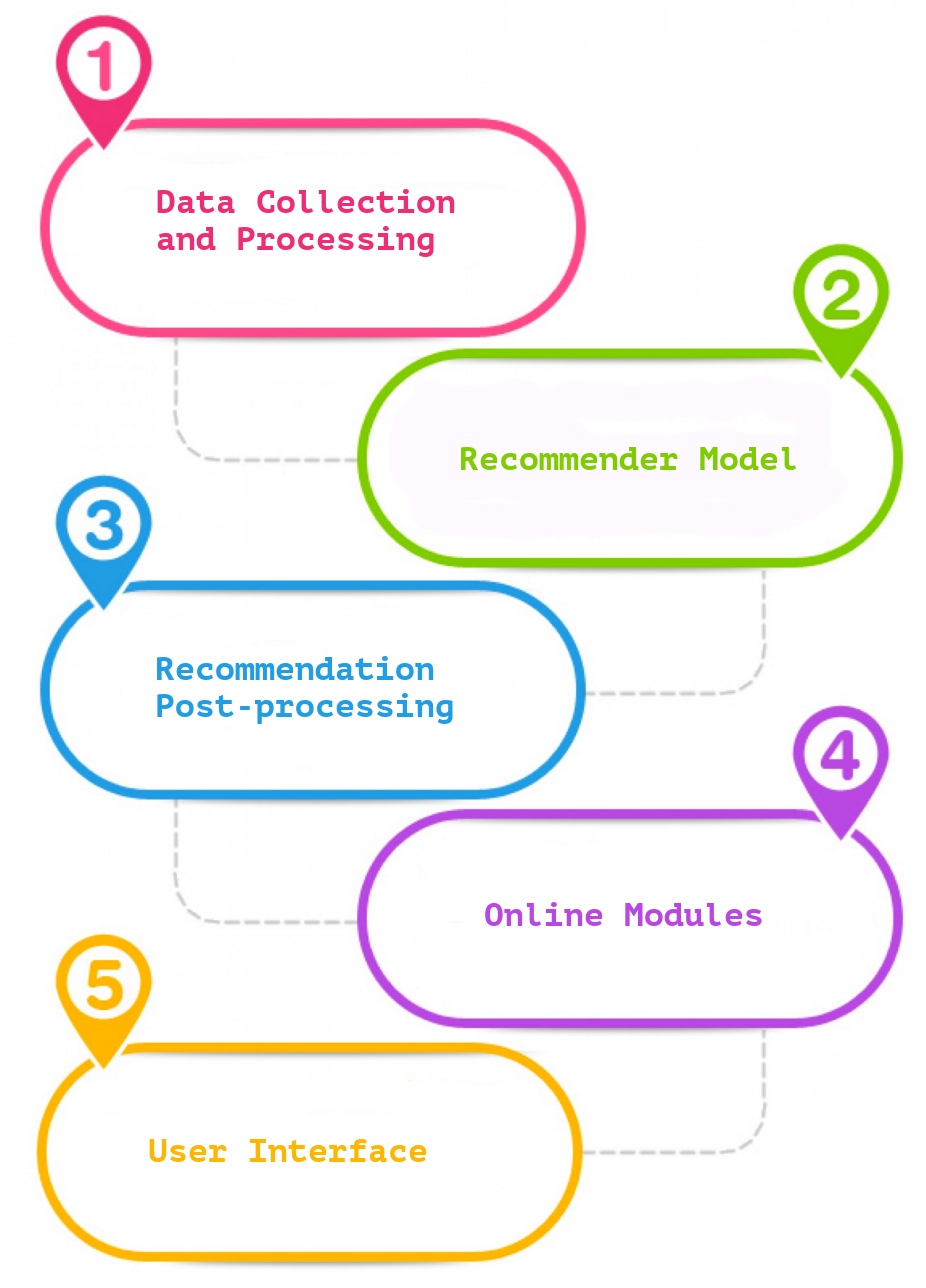 1
Data Collection
and Processing
2
Recommender Model
3
Recommendation
Post-processing
4
Online Modules
5
User Interface